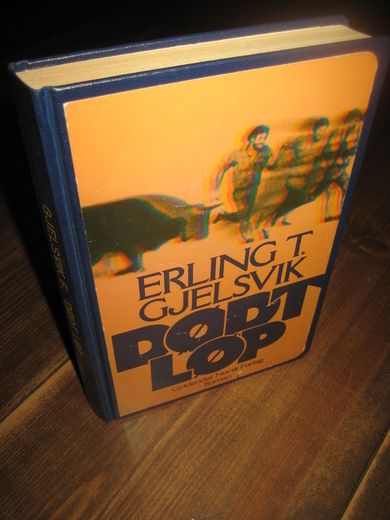 ERLING T.
GJELSVIK
DØDT
LØP
Gyldendal Norsk Forlag
Roman
GJELSVIK E.